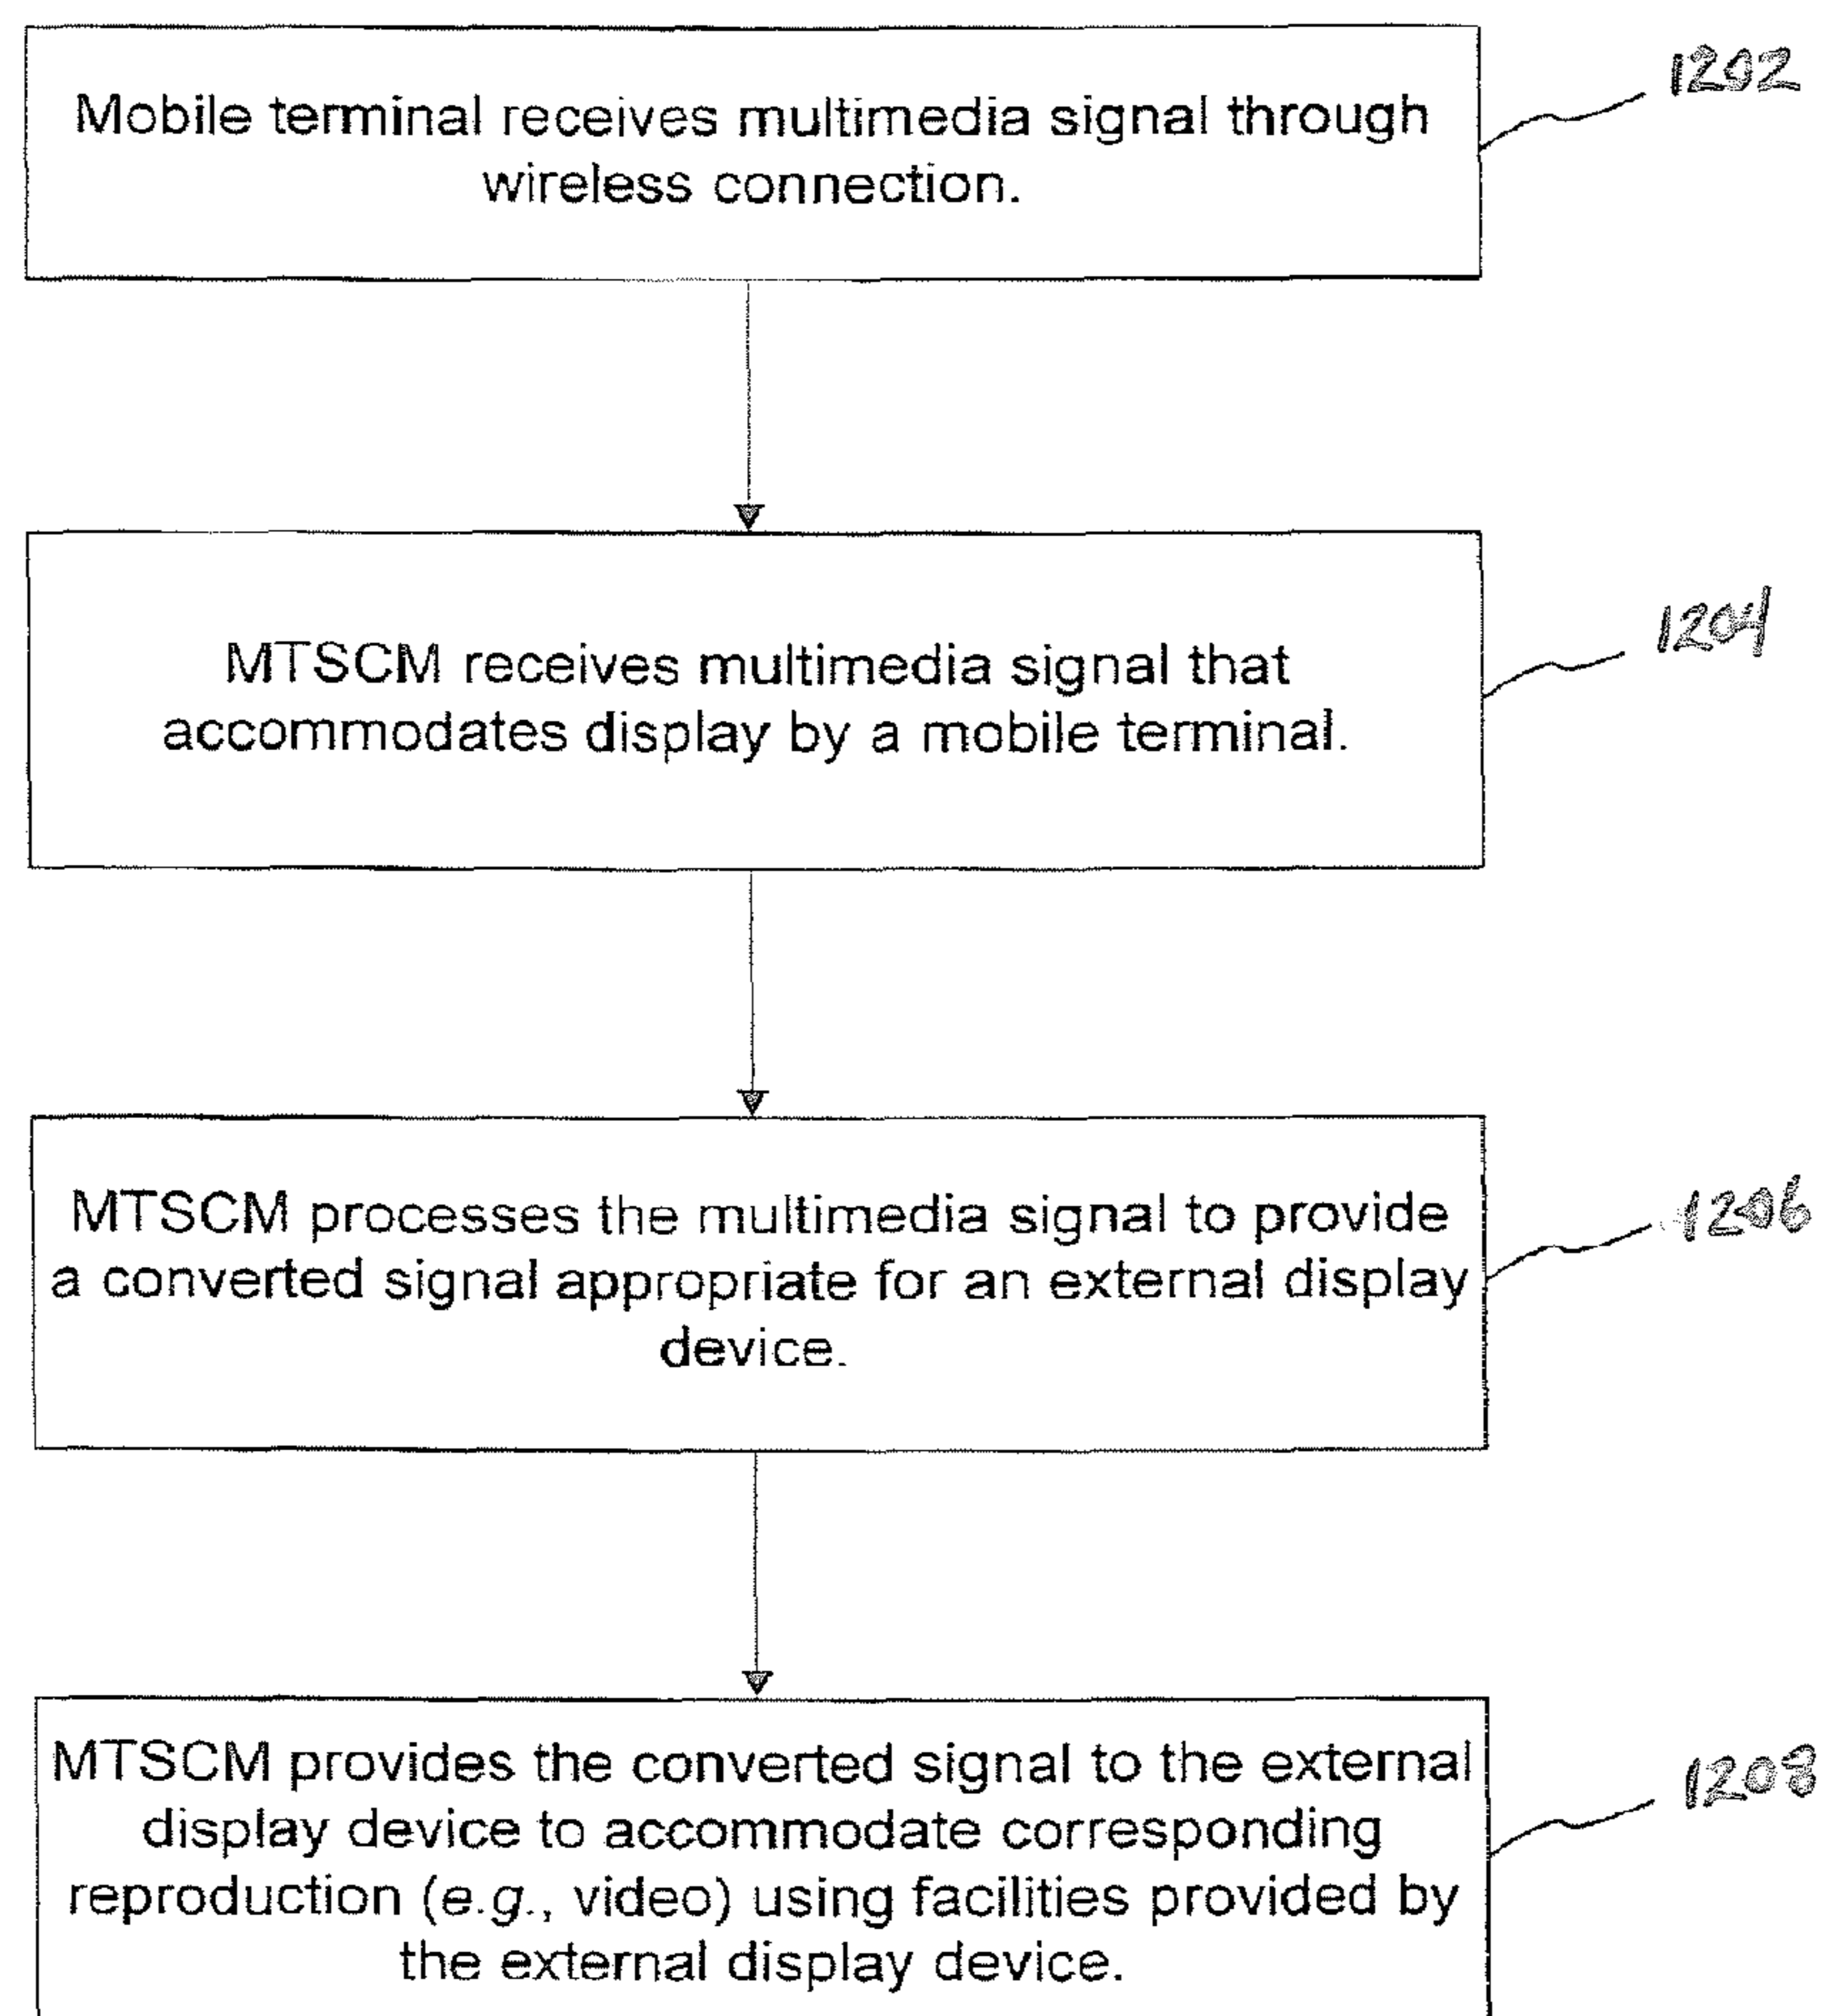 Mobile terminal receives multimedia signal through
wireless connection.
1202
MTSCM receives multimedia signal that
accommodates display by a mobile terminal.
1204
MTSCM processes the multimedia signal to provide
a converted signal appropriate for an external display
device.
1206
MTSCM provides the converted signal to the external
display device to accommodate corresponding
reproduction (e.g., video) using facilities provided by
the external display device.
1208